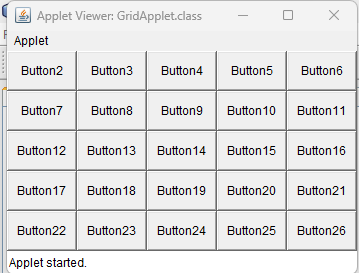 Applet Viewer: GridApplet.class
Applet
Button2 Button3 Button4 Button5 Button6
Button7 Button8 Button9 Button10 Button11
Button12 Button13 Button14 Button15 Button16
Button17 Button18 Button19 Button20 Button21
Button22 Button23 Button24 Button25 Button26
Applet started.